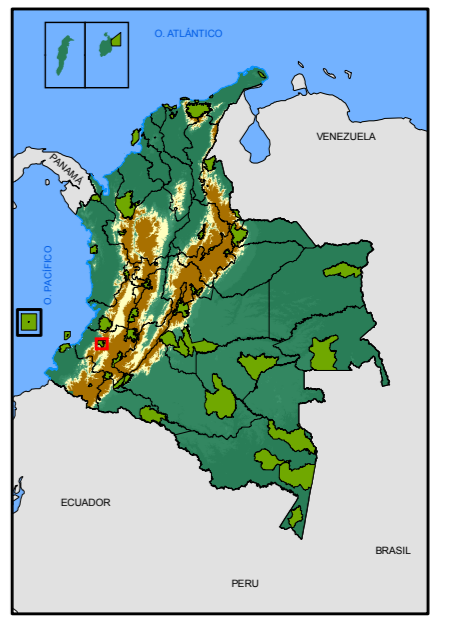 O. ATLÁNTICO
VENEZUELA
PANAMÁ
O. PACÍFICO
ECUADOR
BRASIL
PERU